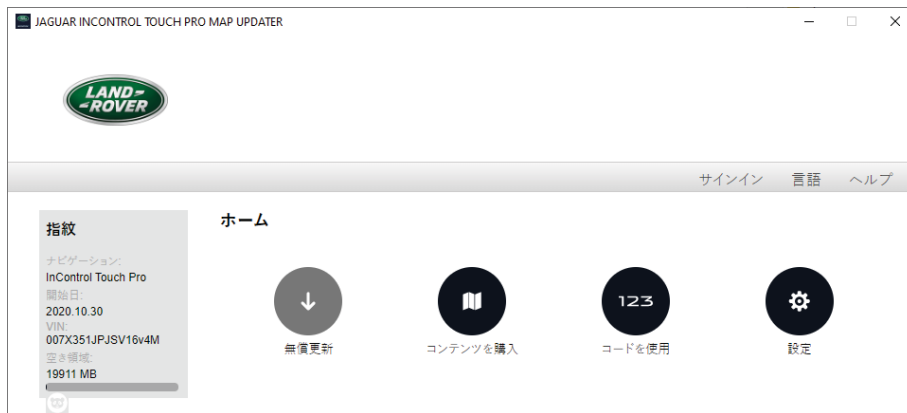 JAGUAR INCONTROL TOUCH PRO MAP UPDATER
LAND-
-ROVER
サインイン 言語 ヘルプ
指紋
ナビゲーション:
InControl Touch Pro
開始日:
2020.10.30
VIN:
007X351JPJSV16v4M
空き領域:
19911 MB
ホーム
無償更新
コンテンツを購入
123
コードを使用
設定